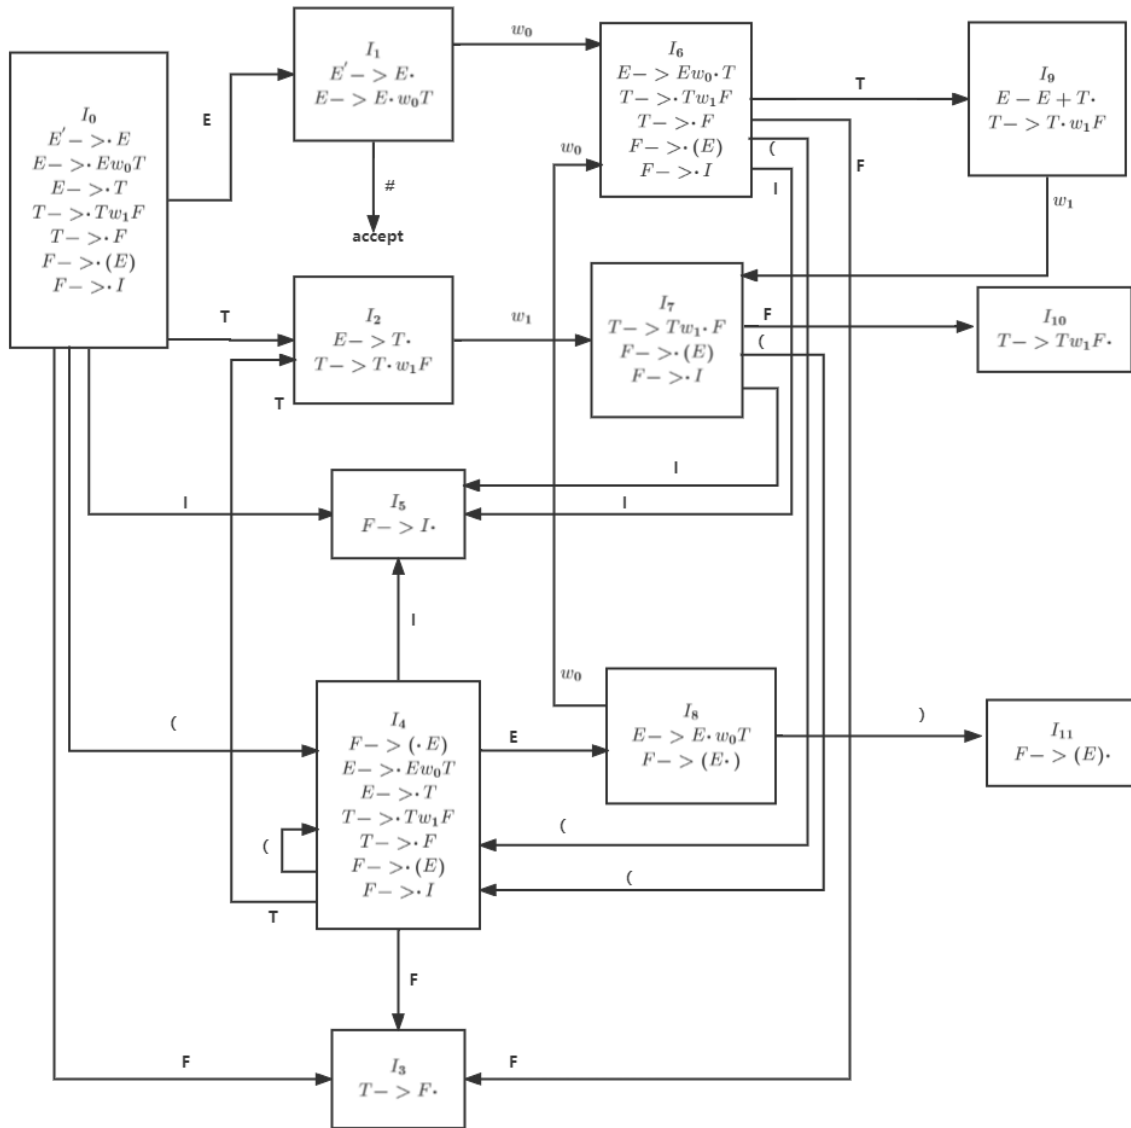 I₀
E′−>·E
E−>·Ew₀T
E−>·T
T−>·Tw₁F
T−>·F
F−>·(E)
F−>·I
E
I₁
E′−>E·
E−>E·w₀T
w₀
#
accept
I₆
E−>Ew₀·T
T−>·Tw₁F
T−>·F
F−>·(E)
F−>·I
w₀
T
(
I
F
I₉
E−E+T·
T−>T·w₁F
w₁
T
I₂
E−>T·
T−>T·w₁F
T
w₁
I₇
T−>Tw₁·F
F−>·(E)
F−>·I
F
(
I₁₀
T−>Tw₁F·
I
I₅
F−>I·
I
I
I
(
I₄
F−>(·E)
E−>·Ew₀T
E−>·T
T−>·Tw₁F
T−>·F
F−>·(E)
F−>·I
(
T
E
w₀
I₈
E−>E·w₀T
F−>(E·)
)
I₁₁
F−>(E)·
(
(
F
F
I₃
T−>F·
F